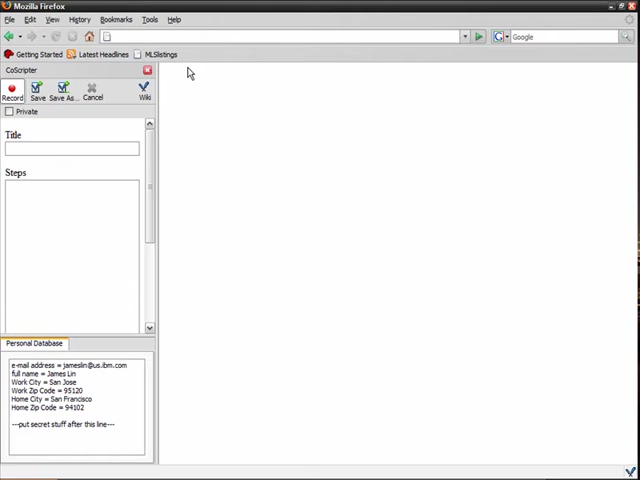 Mozilla Firefox
File Edit View History Bookmarks Tools Help
G Google
Getting Started Latest Headlines MLSlistings
CoScripter
Record Save Save As... Cancel Wiki
Private
Title
Steps
Personal Database
e-mail address = jameslin@us.ibm.com
full name = James Lin
Work City = San Jose
Work Zip Code = 95120
Home City = San Francisco
Home Zip Code = 94102
---put secret stuff after this line---